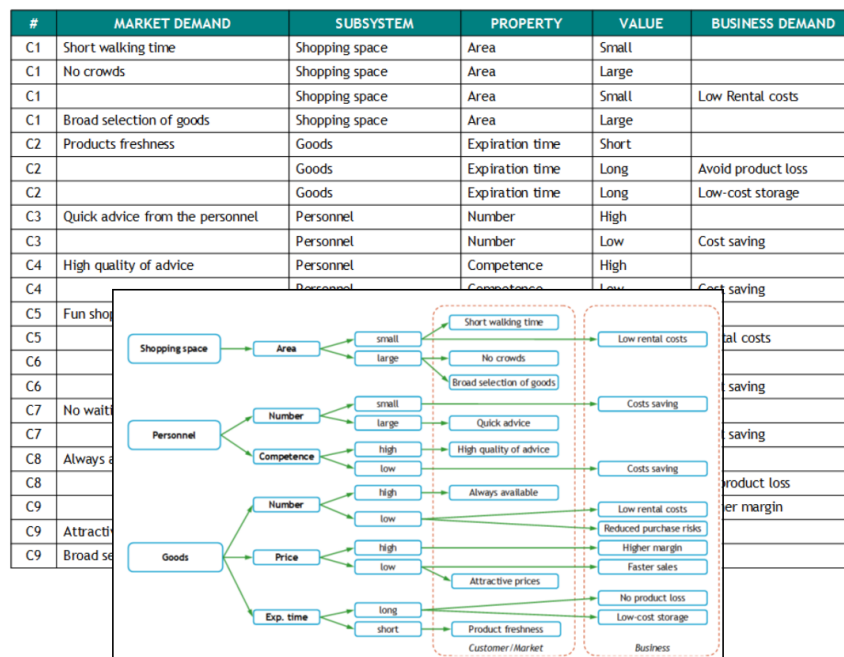 # MARKET DEMAND SUBSYSTEM PROPERTY VALUE BUSINESS DEMAND
C1 Short walking time Shopping space Area Small
C1 No crowds Shopping space Area Large
C1 Shopping space Area Small Low Rental costs
C1 Broad selection of goods Shopping space Area Large
C2 Products freshness Goods Expiration time Short
C2 Goods Expiration time Long Avoid product loss
C2 Goods Expiration time Long Low-cost storage
C3 Quick advice from the personnel Personnel Number High
C3 Personnel Number Low Cost saving
C4 High quality of advice Personnel Competence High
C4 Personnel Competence Low Cost saving
C5 Fun
C5 costs
C6
C6 saving
C7 No
C7 saving
C8 Always
C8 product loss
C9 margin
C9
C9 Broad
Shopping space Area small Short walking time Low rental costs
large No crowds
Broad selection of goods
Personnel Number small Costs saving
large Quick advice
Competence high High quality of advice
low Costs saving
Goods Number high Always available
low Low rental costs
Reduced purchase risks
Price high Higher margin
low Faster sales
Attractive prices
Exp. time long No product loss
Low-cost storage
short Product freshness
Customer/Market Business